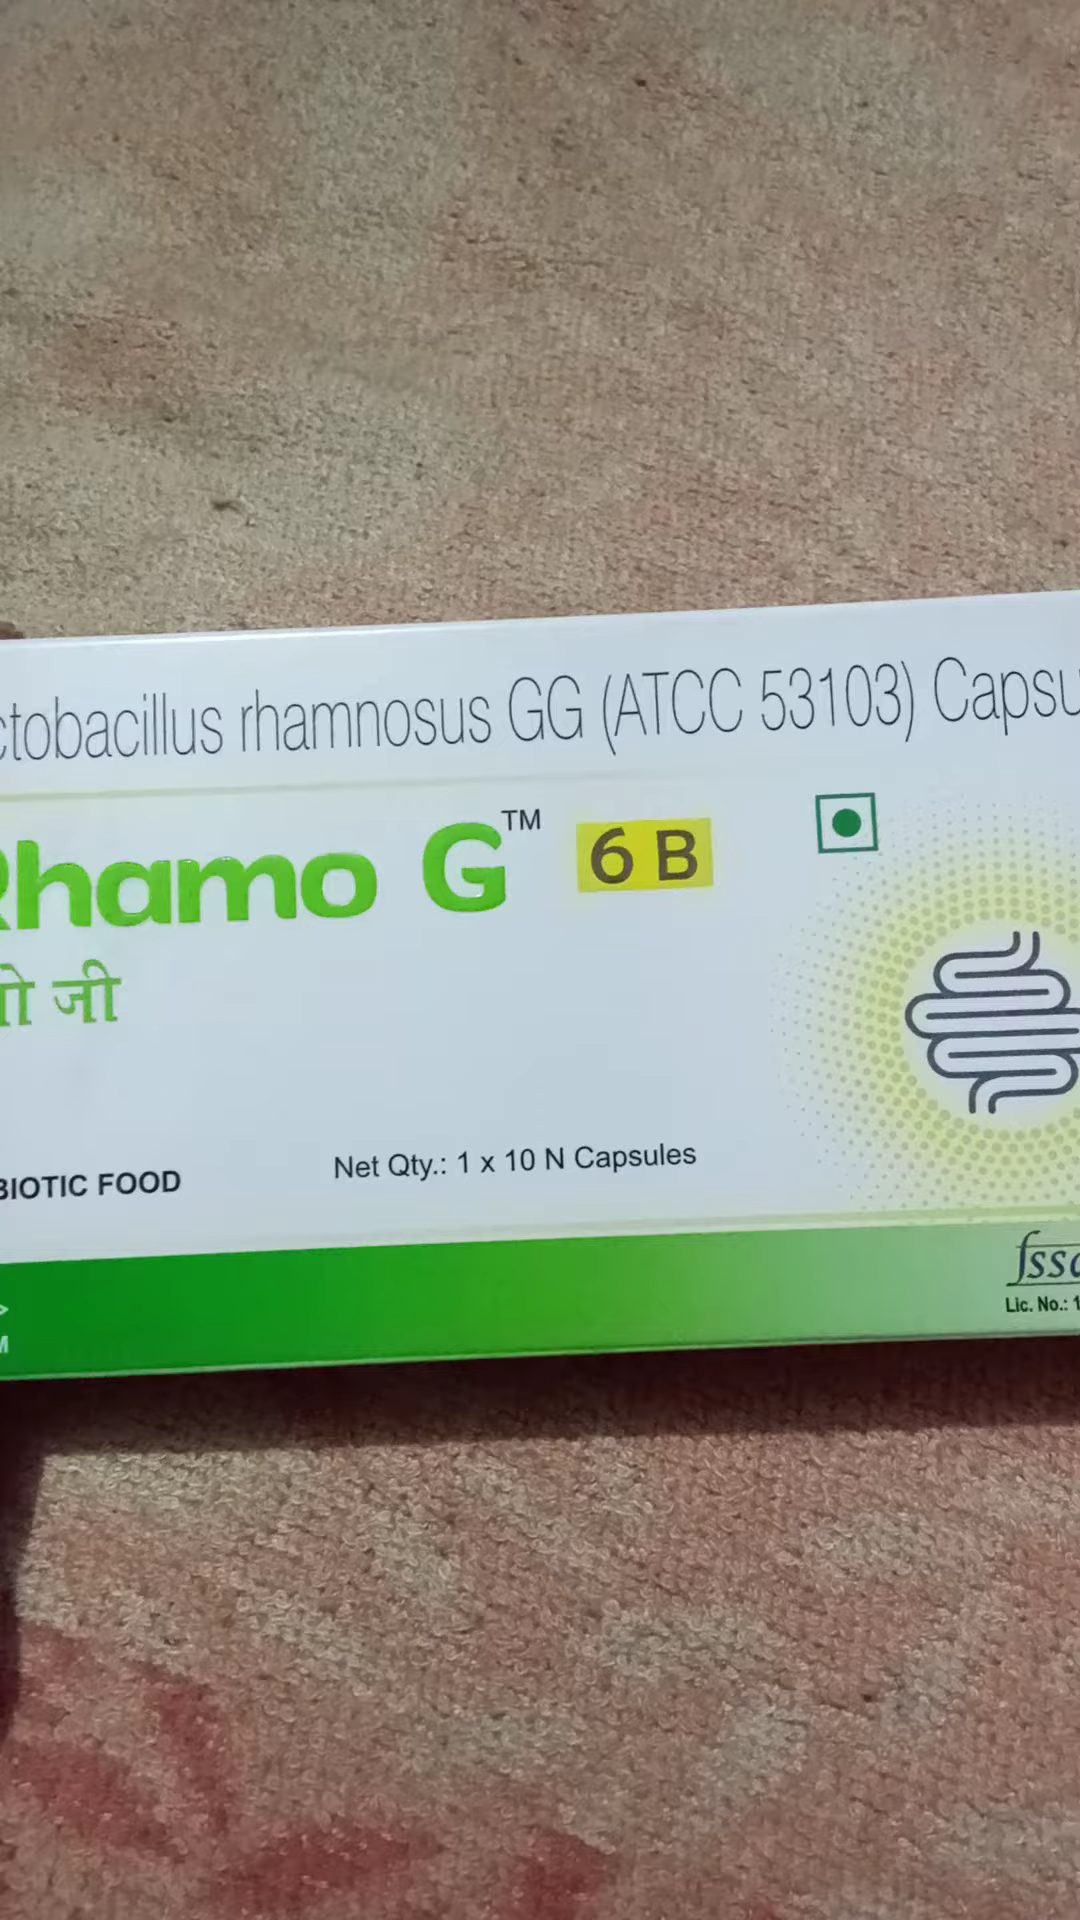 ctobacillus rhamnosus GG (ATCC 53103) Capsu
Rhamo G™ 6 B
मो जी
BIOTIC FOOD
Net Qty.: 1 x 10 N Capsules
fssa
Lic. No.: 1